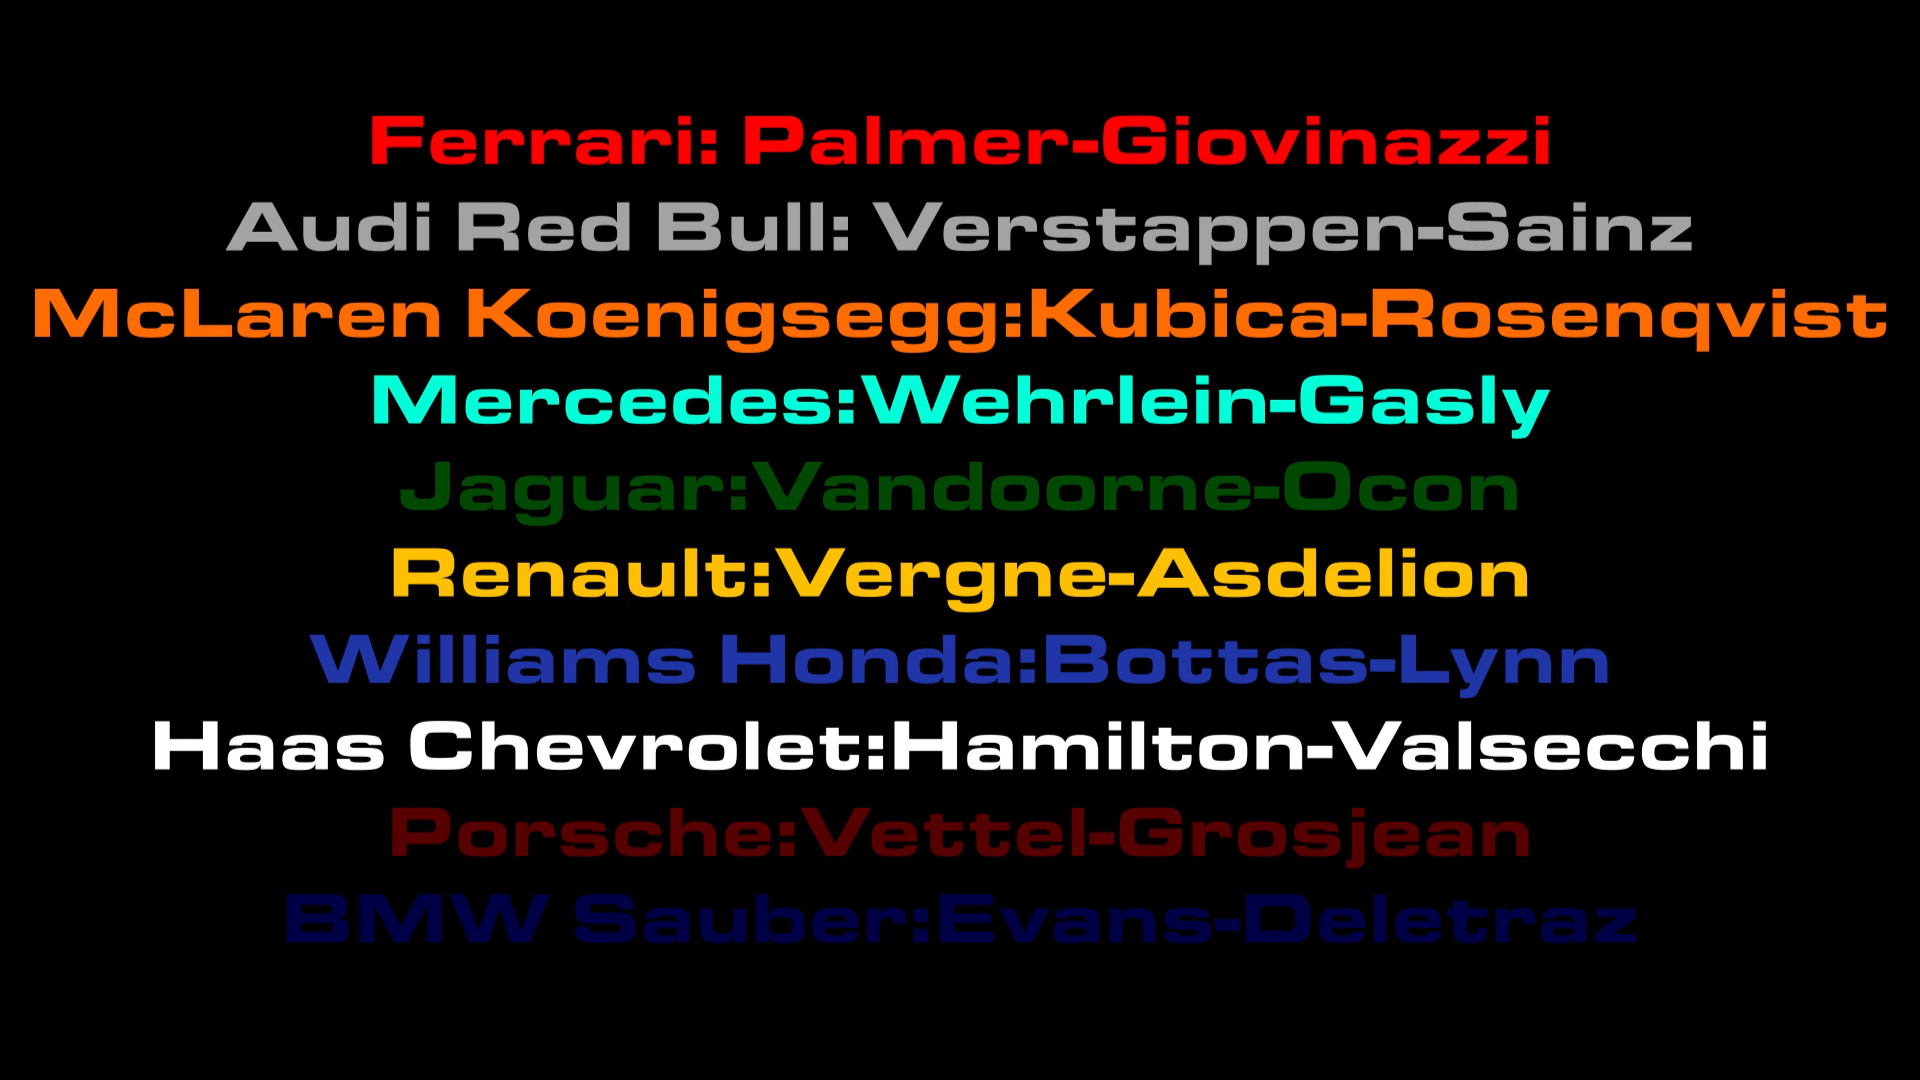 Ferrari: Palmer-Giovinazzi
Audi Red Bull: Verstappen-Sainz
McLaren Koenigsegg:Kubica-Rosenqvist
Mercedes:Wehrlein-Gasly
Jaguar:Vandoorne-Ocon
Renault:Vergne-Asdelion
Williams Honda:Bottas-Lynn
Haas Chevrolet:Hamilton-Valsecchi
Porsche:Vettel-Grosjean
BMW Sauber:Evans-Deletraz